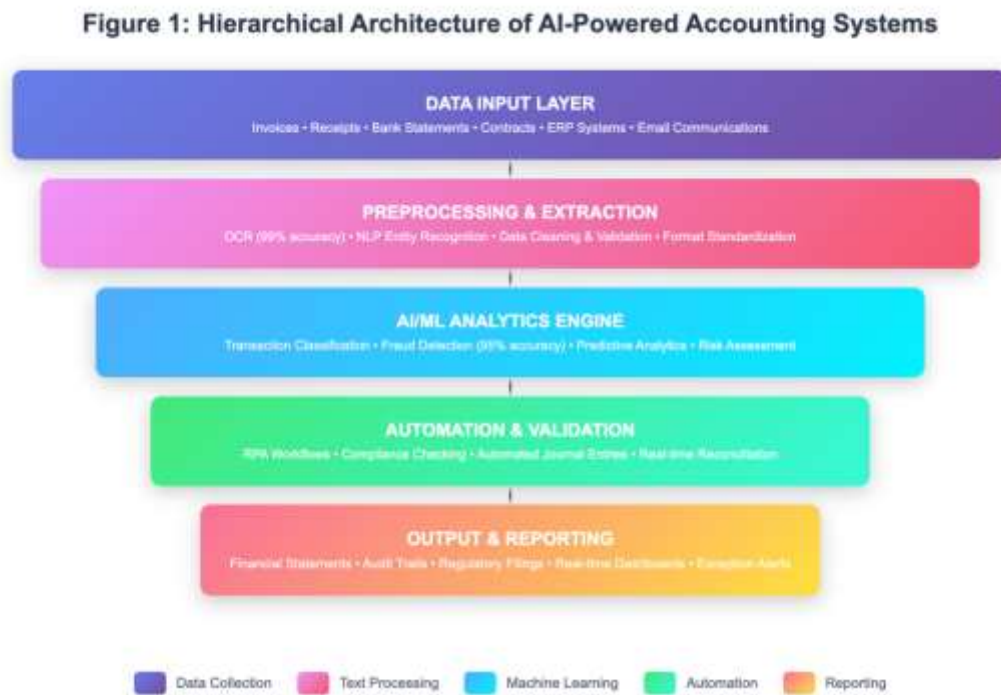 Figure 1: Hierarchical Architecture of AI-Powered Accounting Systems
DATA INPUT LAYER
Invoices • Receipts • Bank Statements • Contracts • ERP Systems • Email Communications
PREPROCESSING & EXTRACTION
OCR (99% accuracy) • NLP Entity Recognition • Data Cleaning & Validation • Format Standardization
AI/ML ANALYTICS ENGINE
Transaction Classification • Fraud Detection (95% accuracy) • Predictive Analytics • Risk Assessment
AUTOMATION & VALIDATION
RPA Workflows • Compliance Checking • Automated Journal Entries • Real-time Reconciliation
OUTPUT & REPORTING
Financial Statements • Audit Trails • Regulatory Filings • Real-time Dashboards • Exception Alerts
Data Collection Text Processing Machine Learning Automation Reporting